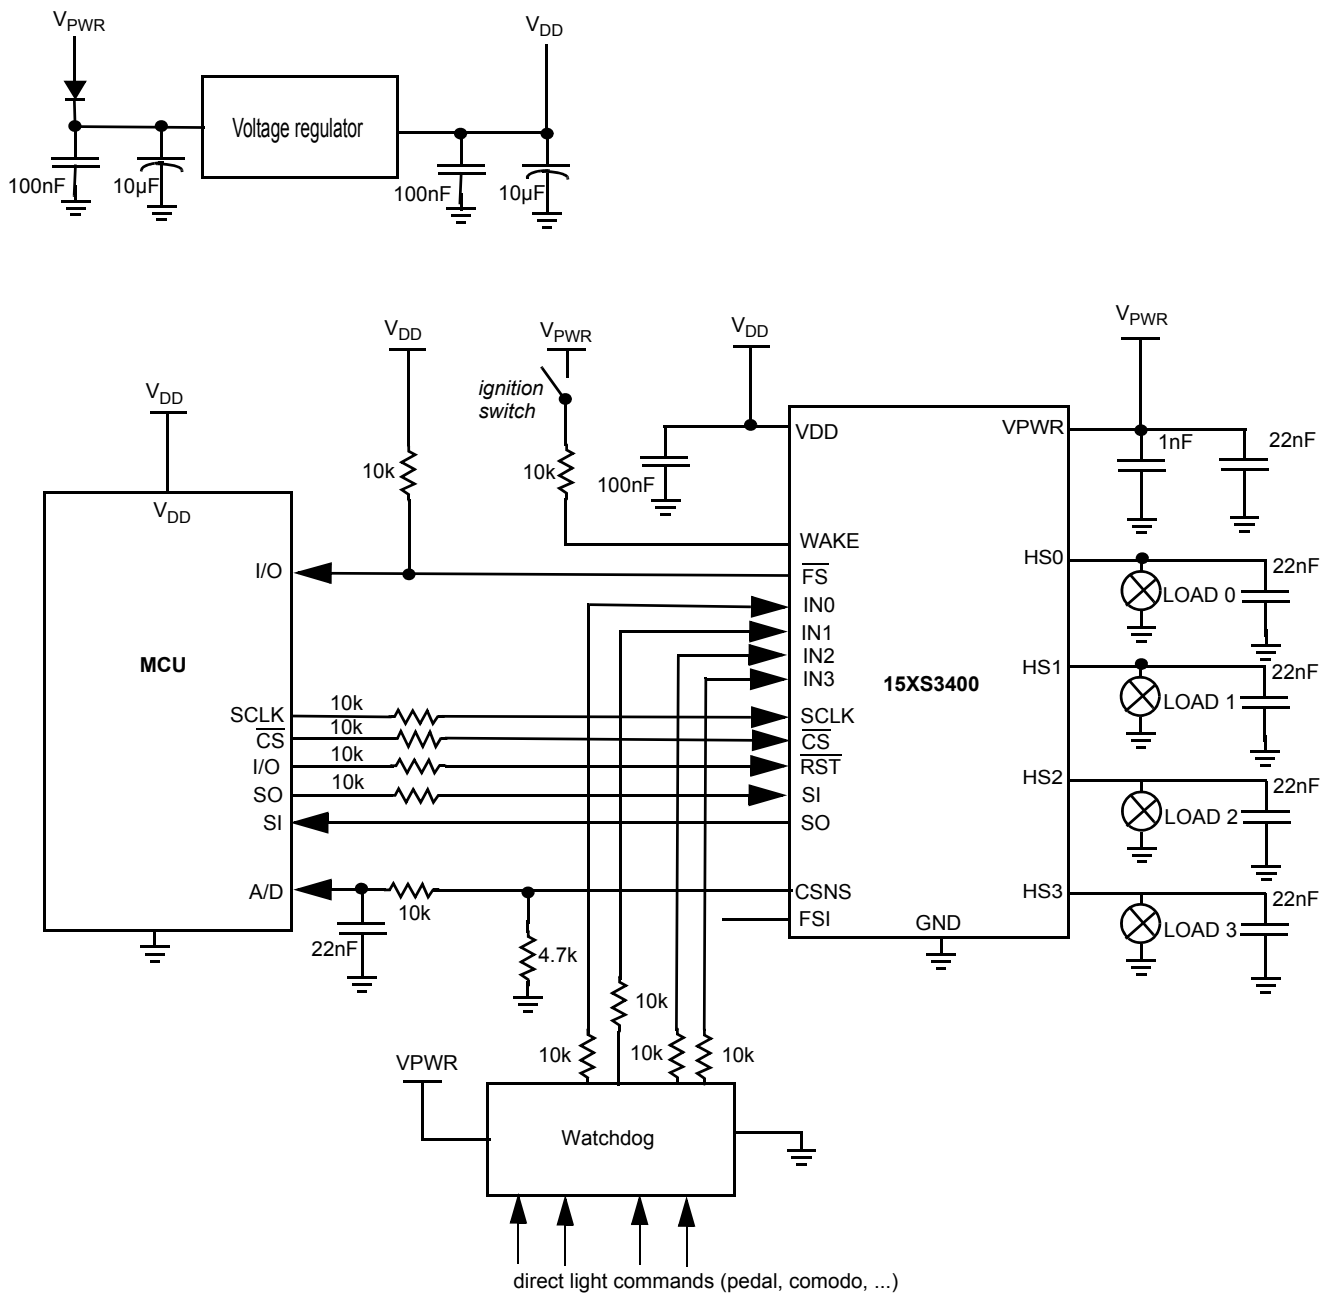 VPWR
VDD
Voltage regulator
100nF
10µF
100nF
10µF
VDD
VPWR
VDD
VPWR
ignition
switch
VDD
10k
10k
100nF
VDD
VPWR
1nF
22nF
VDD
WAKE
I/O
FS
HS0
22nF
LOAD 0
IN0
IN1
IN2
IN3
MCU
15XS3400
HS1
22nF
LOAD 1
SCLK
10k
SCLK
CS
10k
CS
I/O
10k
RST
SO
10k
SI
SI
SO
HS2
22nF
LOAD 2
A/D
10k
CSNS
FSI
GND
HS3
22nF
LOAD 3
22nF
4.7k
10k
10k
10k
10k
VPWR
Watchdog
direct light commands (pedal, comodo, ...)